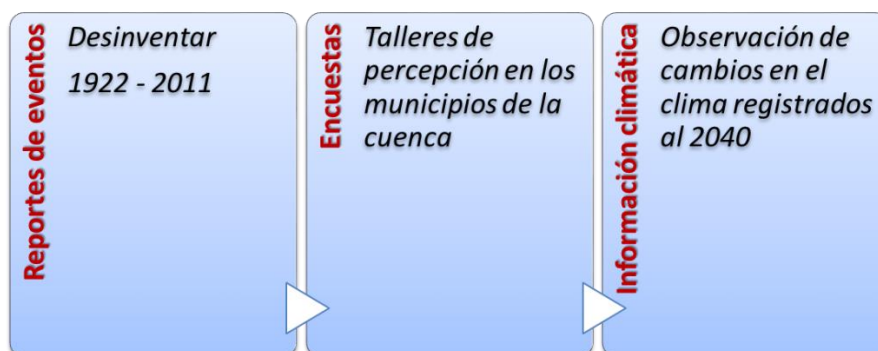 Reportes de eventos
Desinventar
1922 - 2011
Encuestas
Talleres de
percepción en los
municipios de la
cuenca
Información climática
Observación de
cambios en el
clima registrados
al 2040